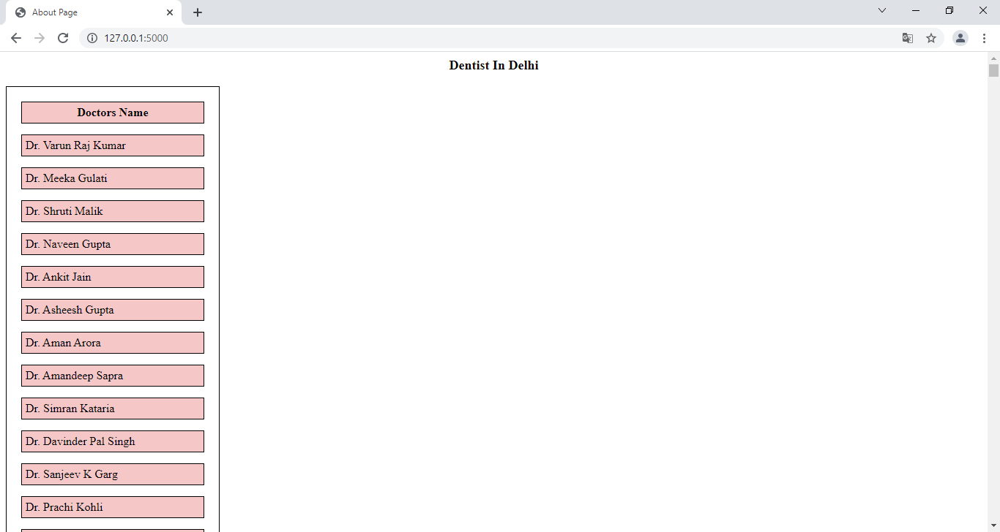 About Page
127.0.0.1:5000
Dentist In Delhi
Doctors Name
Dr. Varun Raj Kumar
Dr. Meeka Gulati
Dr. Shruti Malik
Dr. Naveen Gupta
Dr. Ankit Jain
Dr. Asheesh Gupta
Dr. Aman Arora
Dr. Amandeep Sapra
Dr. Simran Kataria
Dr. Davinder Pal Singh
Dr. Sanjeev K Garg
Dr. Prachi Kohli